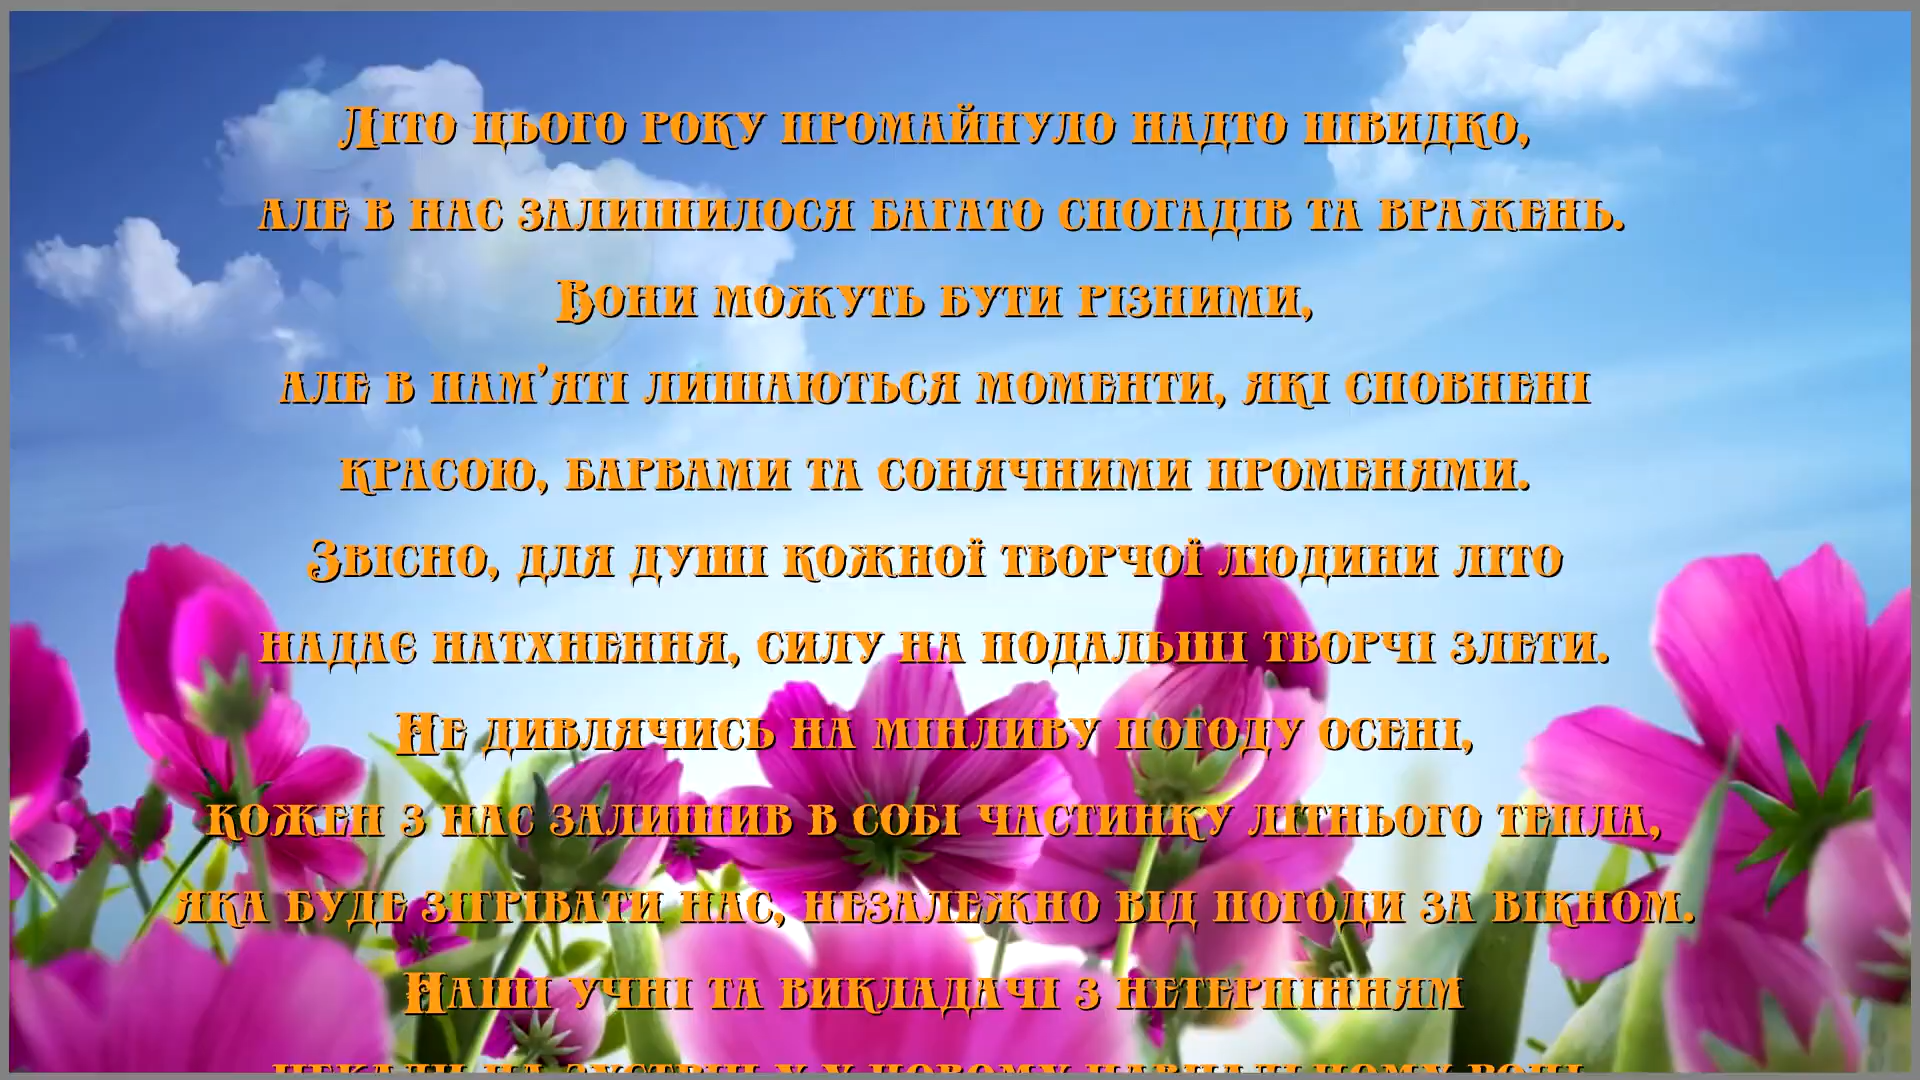 Літо цього року промайнуло надто швидко,
але в нас залишилося багато спогадів та вражень.
Вони можуть бути різними,
але в пам'яті лишаються моменти, які сповнені
красою, барвами та сонячними променями.
Звісно, для душі кожної творчої людини літо
надає натхнення, силу на подальші творчі злети.
Не дивлячись на мінливу погоду осені,
кожен з нас залишив в собі частинку літнього тепла,
яка буде зігрівати нас, незалежно від погоди за вікном.
Наші учні та викладачі з нетерпінням